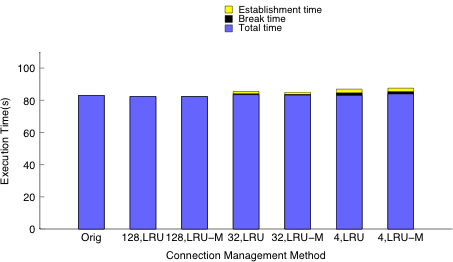 Establishment time
Break time
Total time
Execution Time(s)
100
80
60
40
20
0
Orig 128,LRU 128,LRU-M 32,LRU 32,LRU-M 4,LRU 4,LRU-M
Connection Management Method